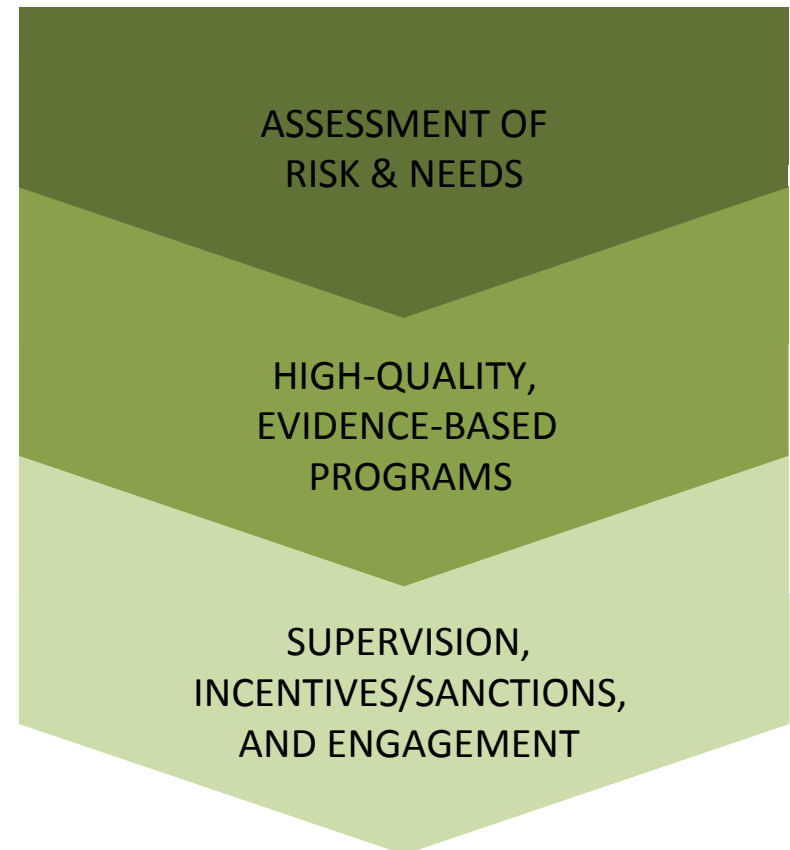 ASSESSMENT OF
RISK & NEEDS
HIGH-QUALITY,
EVIDENCE-BASED
PROGRAMS
SUPERVISION,
INCENTIVES/SANCTIONS,
AND ENGAGEMENT